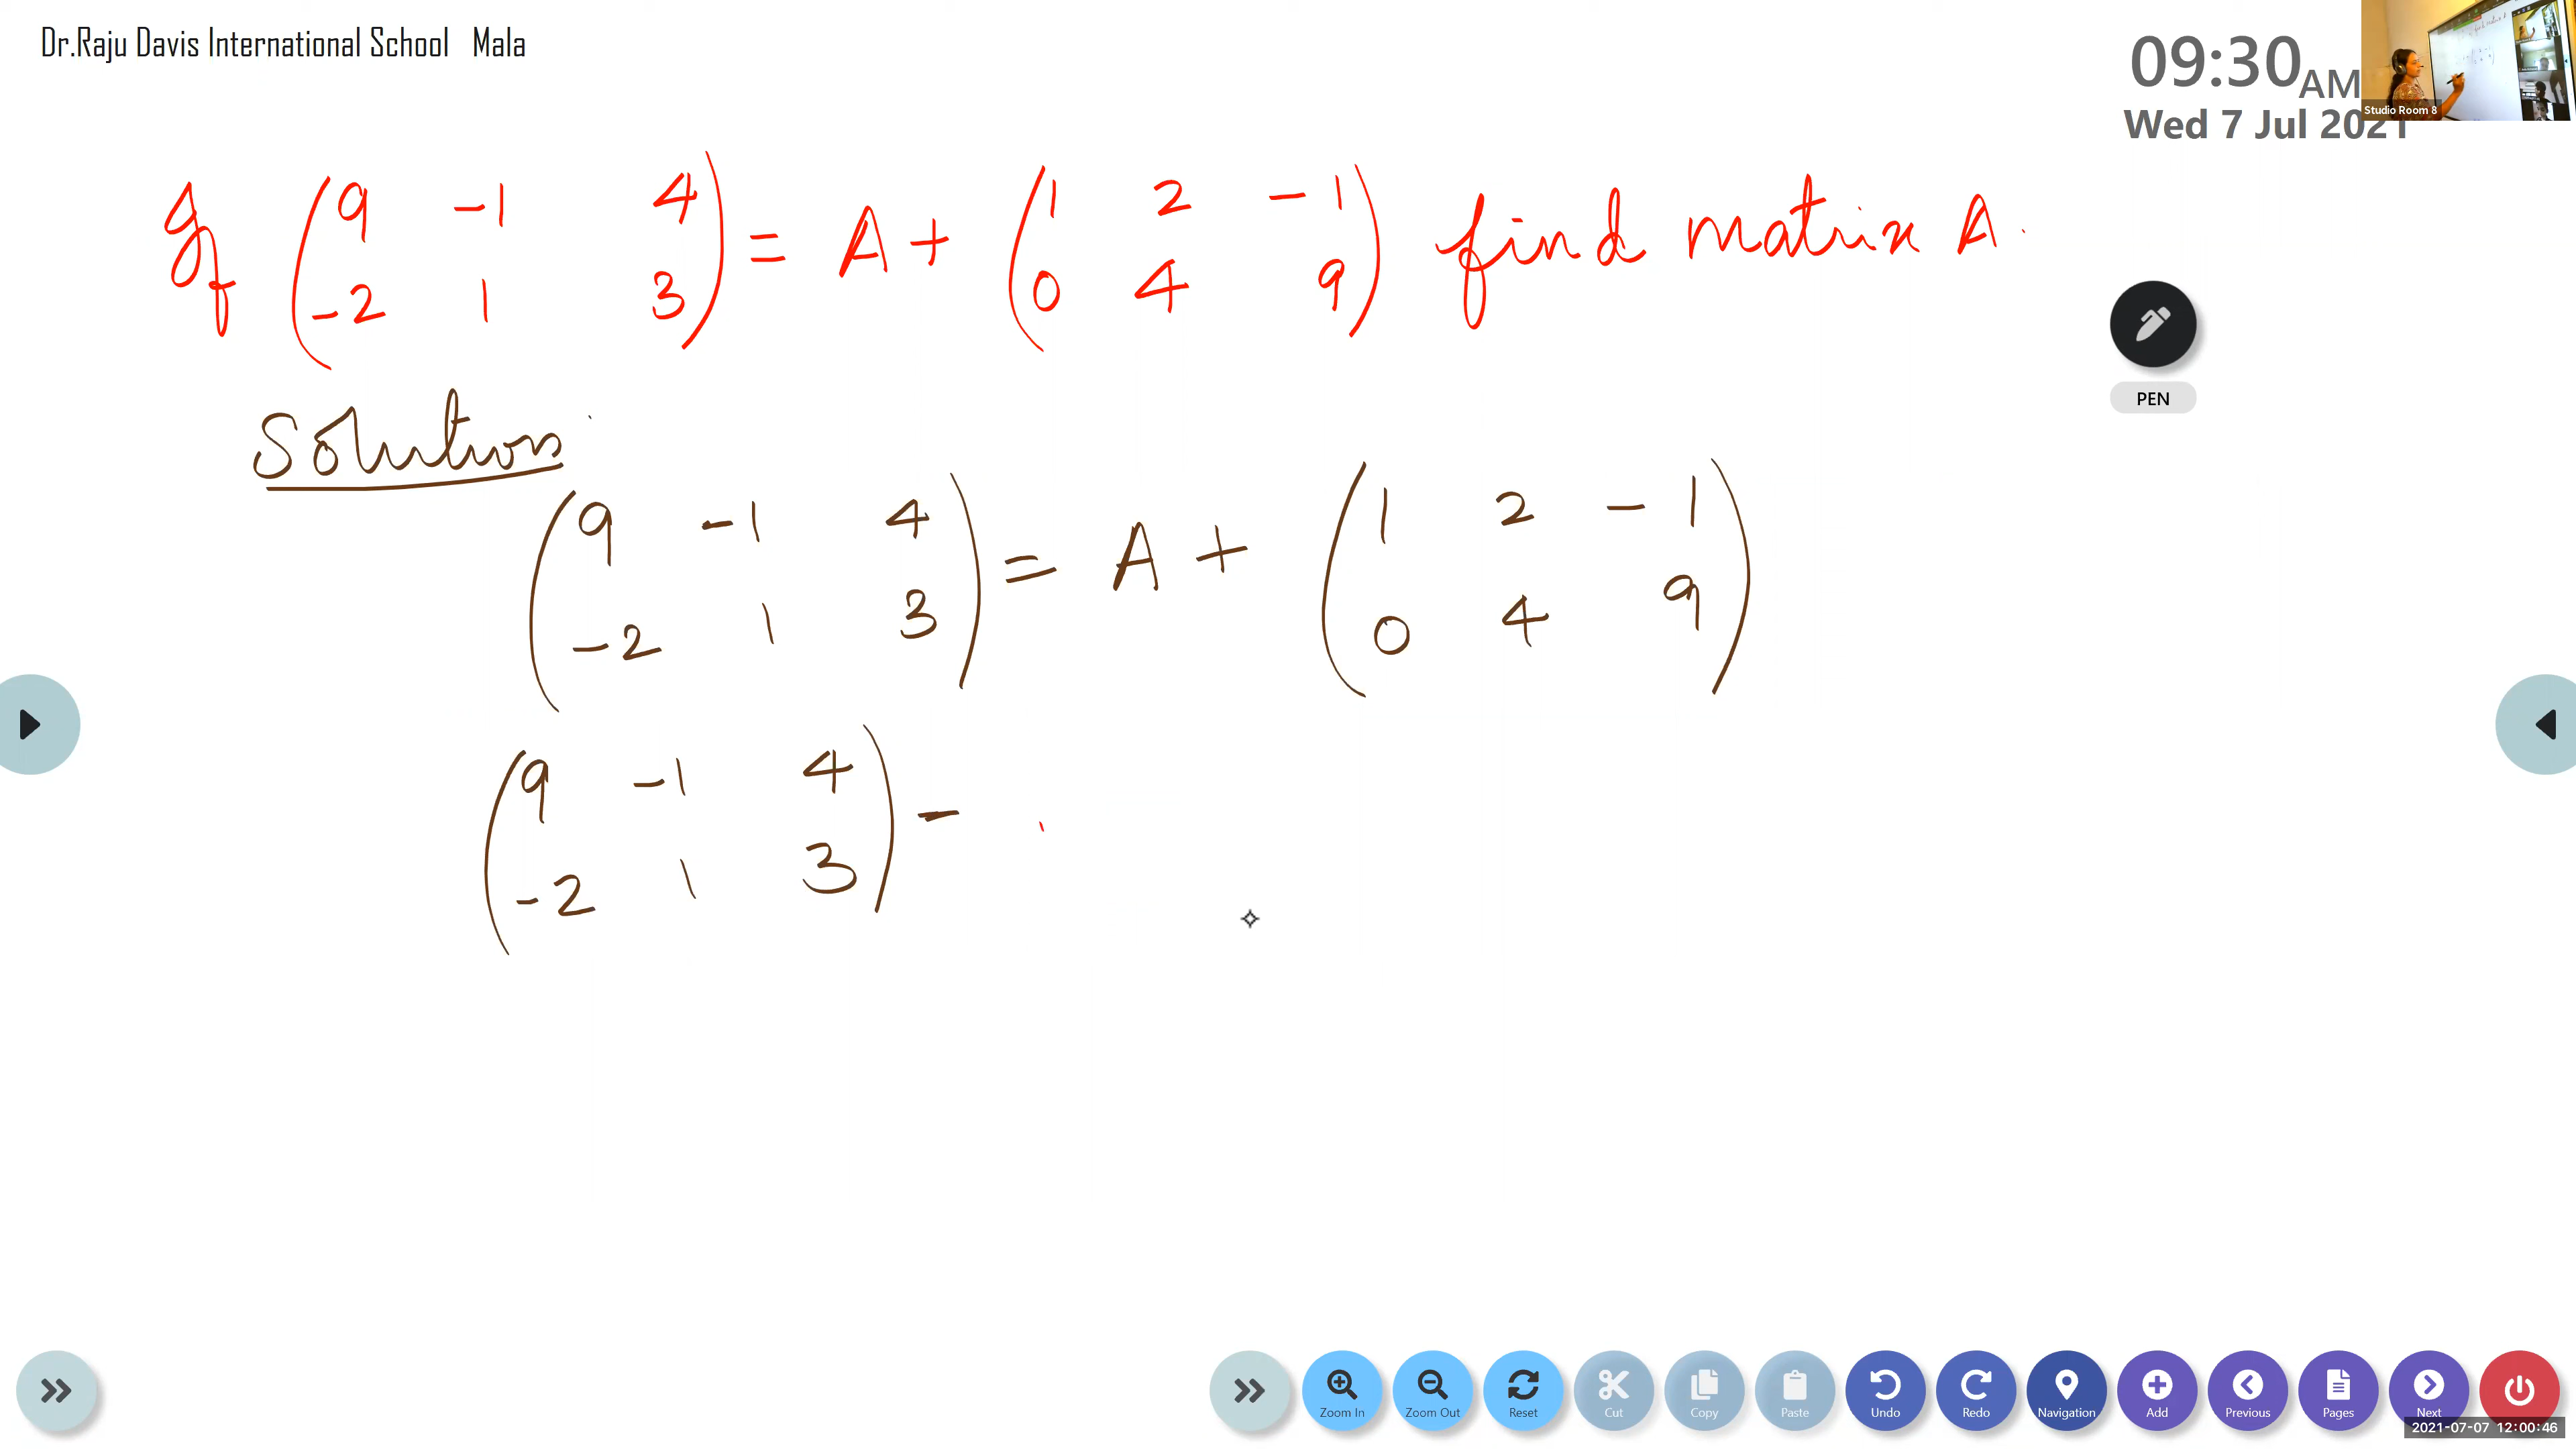 Dr.Raju Davis International School Mala
09:30 AM
Wed 7 Jul 2021
Studio Room 8
If (9 -1 4
-2 1 3) = A + (1 2 -1
0 4 9) find matrix A.
PEN
Solution
(9 -1 4
-2 1 3) = A + (1 2 -1
0 4 9)
(9 -1 4
-2 1 3) -
Zoom In Zoom Out Reset Cut Copy Paste Undo Redo Navigation Add Previous Pages Next
2021-07-07 12:00:46